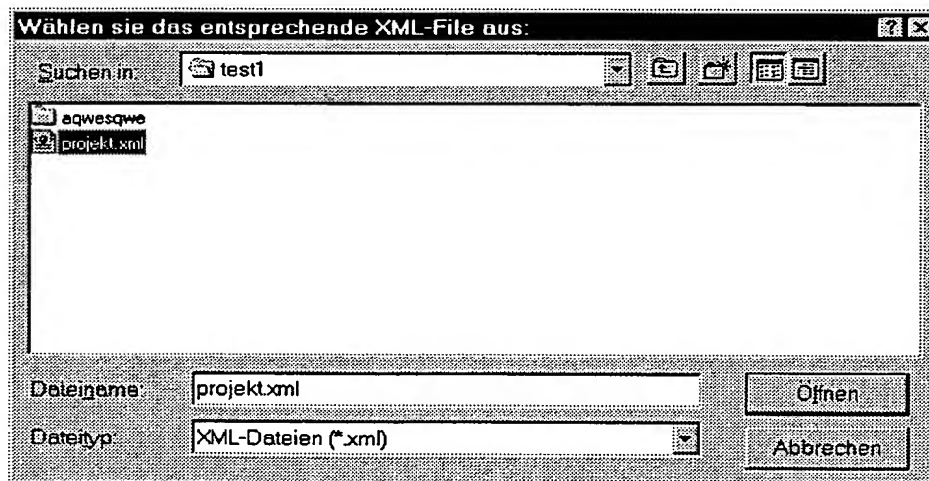 Wählen sie das entsprechende XML-File aus:
Suchen in: test1
aqwesqwe
projekt.xml
Dateiname: projekt.xml Öffnen
Dateityp: XML-Dateien (*.xml) Abbrechen